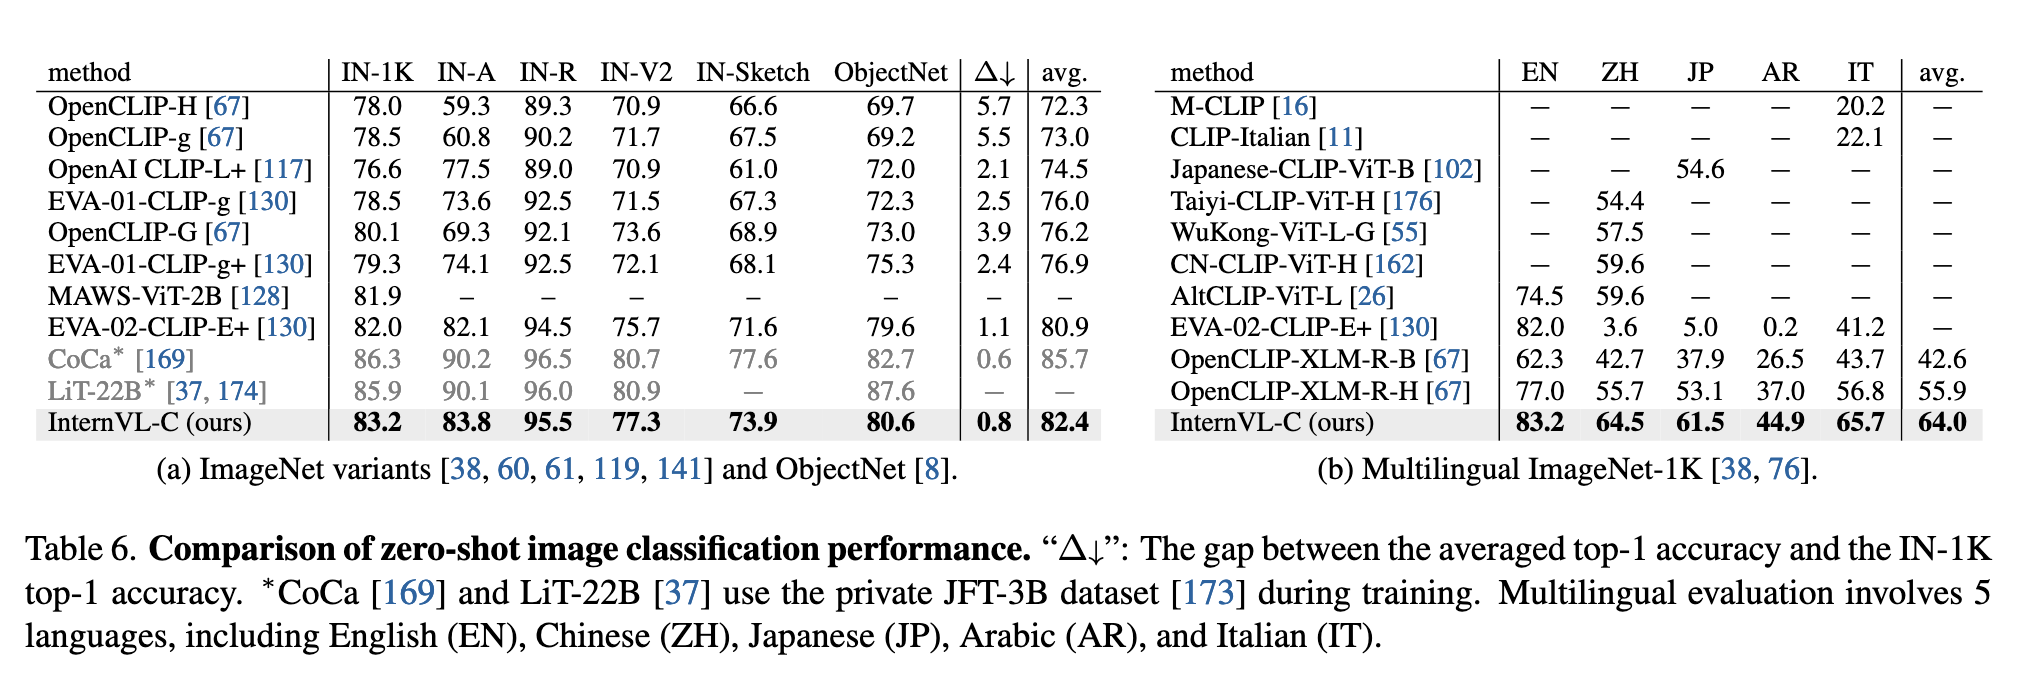 method IN-1K IN-A IN-R IN-V2 IN-Sketch ObjectNet Δ↓ avg.
OpenCLIP-H [67] 78.0 59.3 89.3 70.9 66.6 69.7 5.7 72.3
OpenCLIP-g [67] 78.5 60.8 90.2 71.7 67.5 69.2 5.5 73.0
OpenAI CLIP-L+ [117] 76.6 77.5 89.0 70.9 61.0 72.0 2.1 74.5
EVA-01-CLIP-g [130] 78.5 73.6 92.5 71.5 67.3 72.3 2.5 76.0
OpenCLIP-G [67] 80.1 69.3 92.1 73.6 68.9 73.0 3.9 76.2
EVA-01-CLIP-g+ [130] 79.3 74.1 92.5 72.1 68.1 75.3 2.4 76.9
MAWS-ViT-2B [128] 81.9 – – – – – – –
EVA-02-CLIP-E+ [130] 82.0 82.1 94.5 75.7 71.6 79.6 1.1 80.9
CoCa* [169] 86.3 90.2 96.5 80.7 77.6 82.7 0.6 85.7
LiT-22B* [37, 174] 85.9 90.1 96.0 80.9 — 87.6 — —
InternVL-C (ours) 83.2 83.8 95.5 77.3 73.9 80.6 0.8 82.4
(a) ImageNet variants [38, 60, 61, 119, 141] and ObjectNet [8].
method EN ZH JP AR IT avg.
M-CLIP [16] — — — — 20.2 —
CLIP-Italian [11] — — — — 22.1 —
Japanese-CLIP-ViT-B [102] — — 54.6 — — —
Taiyi-CLIP-ViT-H [176] — 54.4 — — — —
WuKong-ViT-L-G [55] — 57.5 — — — —
CN-CLIP-ViT-H [162] — 59.6 — — — —
AltCLIP-ViT-L [26] 74.5 59.6 — — — —
EVA-02-CLIP-E+ [130] 82.0 3.6 5.0 0.2 41.2 —
OpenCLIP-XLM-R-B [67] 62.3 42.7 37.9 26.5 43.7 42.6
OpenCLIP-XLM-R-H [67] 77.0 55.7 53.1 37.0 56.8 55.9
InternVL-C (ours) 83.2 64.5 61.5 44.9 65.7 64.0
(b) Multilingual ImageNet-1K [38, 76].
Table 6. Comparison of zero-shot image classification performance. “Δ↓”: The gap between the averaged top-1 accuracy and the IN-1K
top-1 accuracy. *CoCa [169] and LiT-22B [37] use the private JFT-3B dataset [173] during training. Multilingual evaluation involves 5
languages, including English (EN), Chinese (ZH), Japanese (JP), Arabic (AR), and Italian (IT).